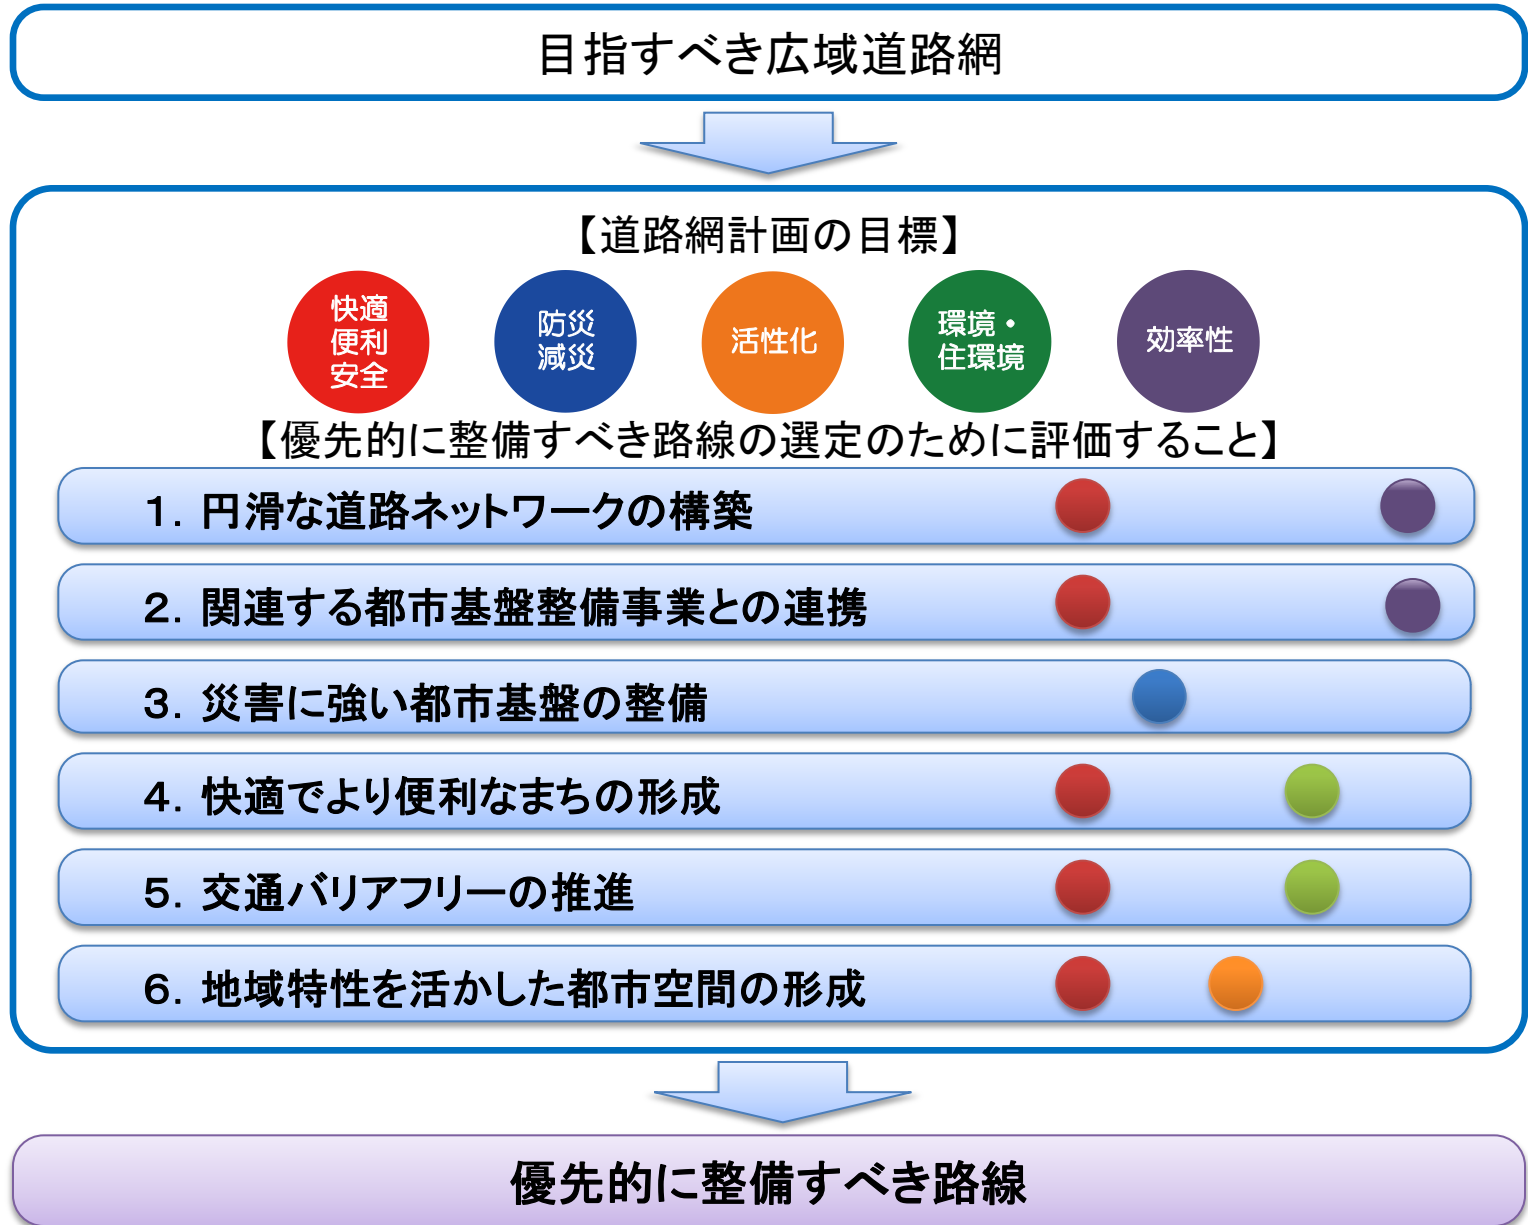 目指すべき広域道路網
【道路網計画の目標】
快適
便利
安全
防災
減災
活性化
環境・
住環境
効率性
【優先的に整備すべき路線の選定のために評価すること】
１．円滑な道路ネットワークの構築
２．関連する都市基盤整備事業との連携
３．災害に強い都市基盤の整備
４．快適でより便利なまちの形成
５．交通バリアフリーの推進
６．地域特性を活かした都市空間の形成
優先的に整備すべき路線